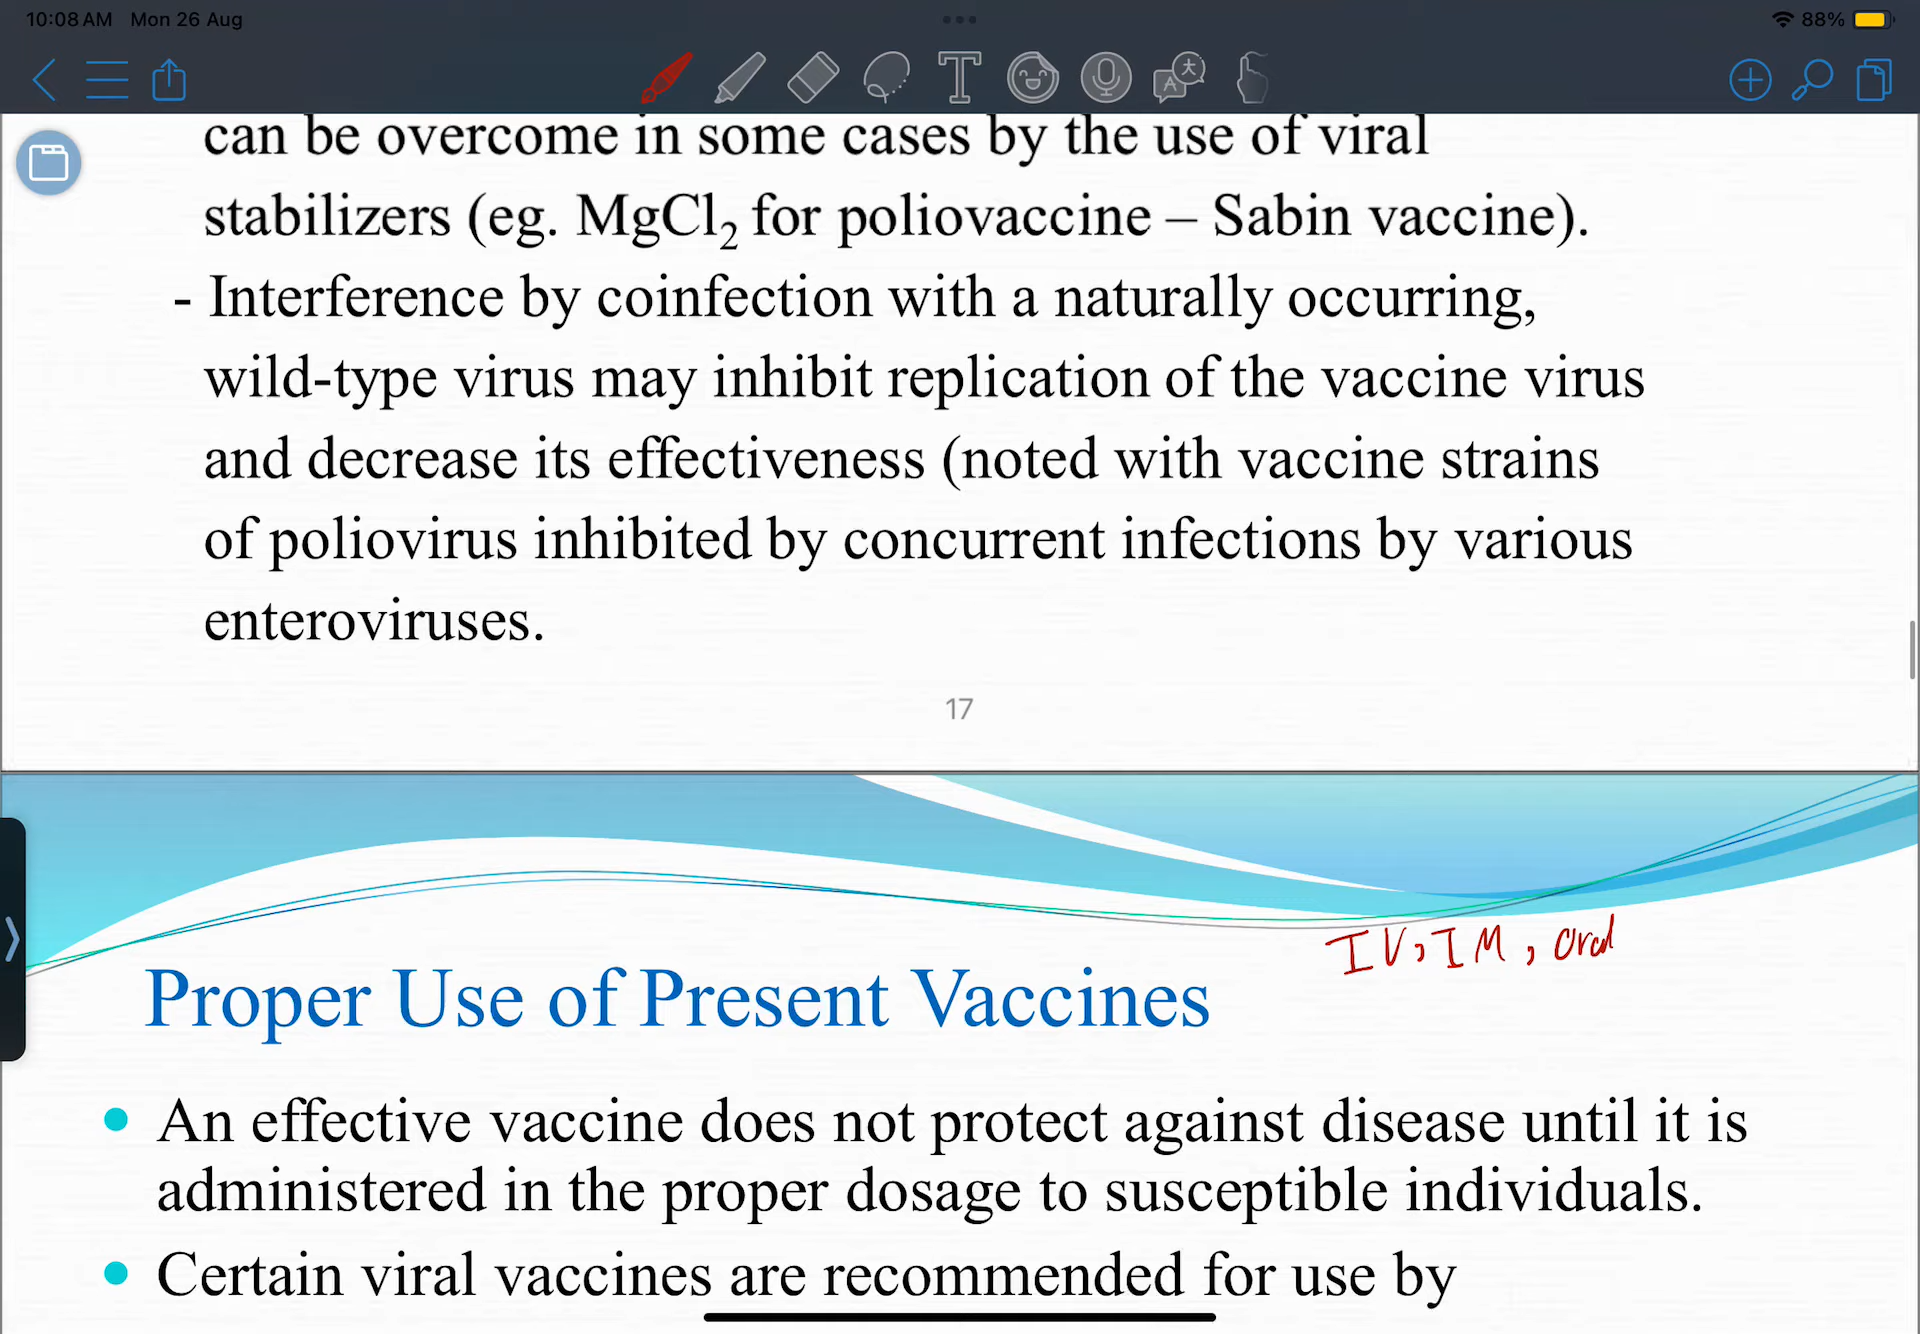 10:08 AM Mon 26 Aug
88%
can be overcome in some cases by the use of viral
stabilizers (eg. MgCl₂ for poliovaccine – Sabin vaccine).
- Interference by coinfection with a naturally occurring,
wild-type virus may inhibit replication of the vaccine virus
and decrease its effectiveness (noted with vaccine strains
of poliovirus inhibited by concurrent infections by various
enteroviruses.
17
IV, IM, oral
Proper Use of Present Vaccines
• An effective vaccine does not protect against disease until it is
administered in the proper dosage to susceptible individuals.
• Certain viral vaccines are recommended for use by